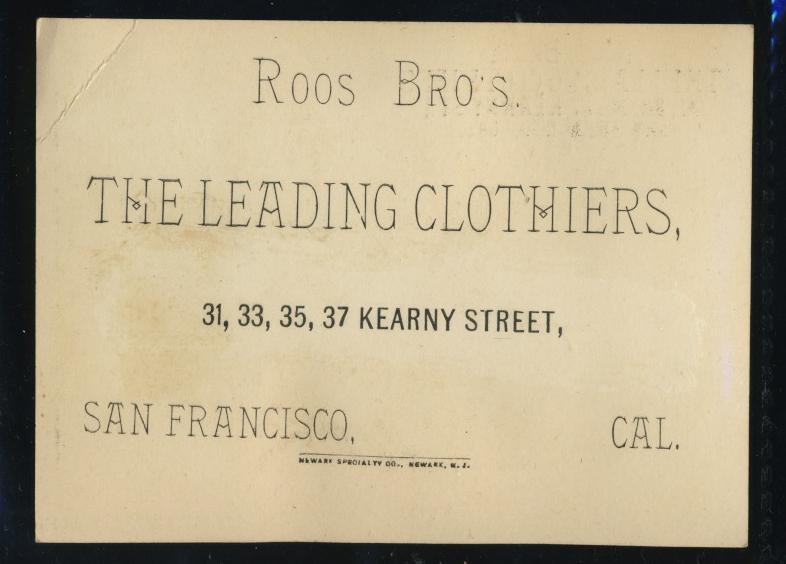 Roos Bro's.
THE LEADING CLOTHIERS,
31, 33, 35, 37 KEARNY STREET,
SAN FRANCISCO, CAL.
NEWARK SPECIALTY CO., NEWARK, N. J.